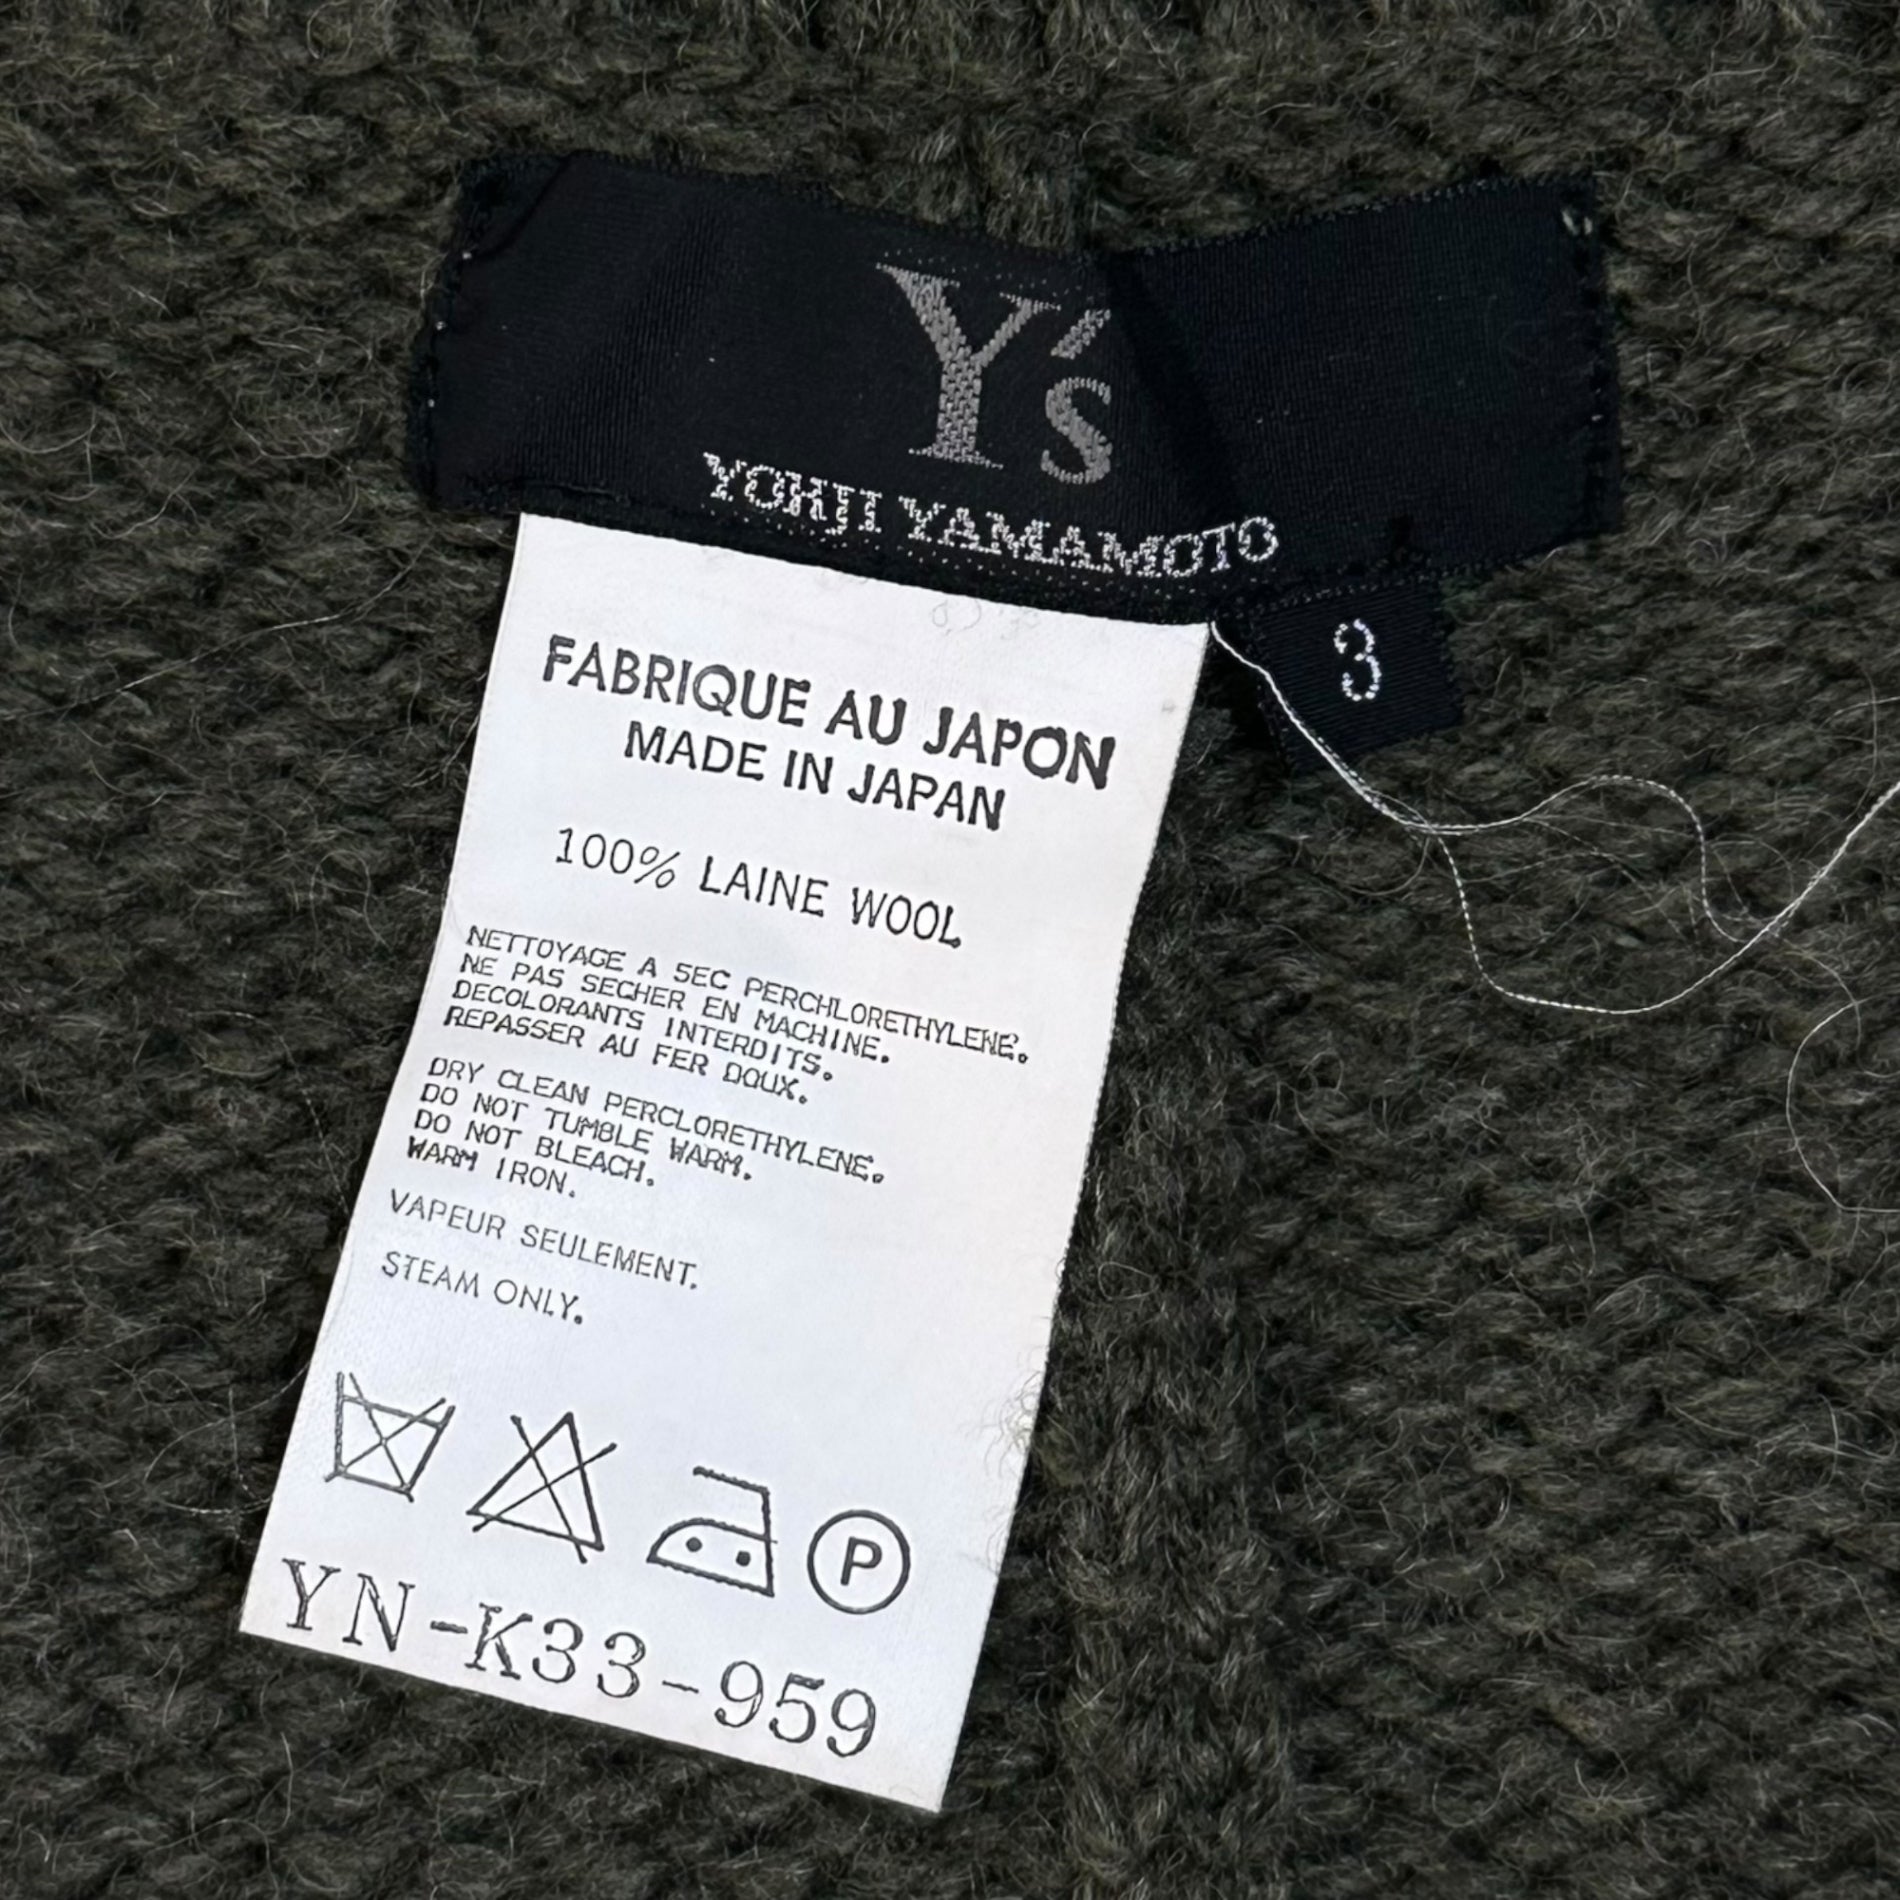 Y's
YOHJI YAMAMOTO
3
FABRIQUE AU JAPON
MADE IN JAPAN
100% LAINE WOOL
NETTOYAGE A SEC PERCHLORETHYLENE.
NE PAS SECHER EN MACHINE.
DECOLORANTS INTERDITS.
REPASSER AU FER DOUX.
DRY CLEAN PERCLORETHYLENE.
DO NOT TUMBLE WARM.
DO NOT BLEACH.
WARM IRON.
VAPEUR SEULEMENT.
STEAM ONLY.
P
YN-K33-959